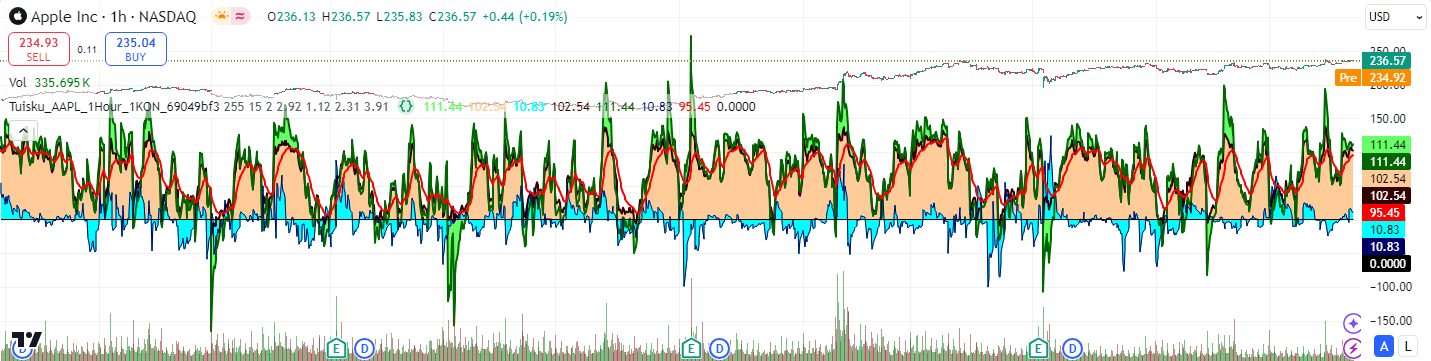 Apple Inc · 1h · NASDAQ O236.13 H236.57 L235.83 C236.57 +0.44 (+0.19%)
USD
234.93
SELL
0.11
235.04
BUY
Vol 335.695 K
Tuisku_AAPL_1Hour_1KON_69049bf3 255 15 2 2.92 1.12 2.31 3.91 111.44 102.54 10.83 102.54 111.44 10.83 95.45 0.0000
250.00
236.57
Pre 234.92
200.00
150.00
111.44
111.44
102.54
102.54
95.45
10.83
10.83
0.0000
−100.00
−150.00
D E D E D E D
A L